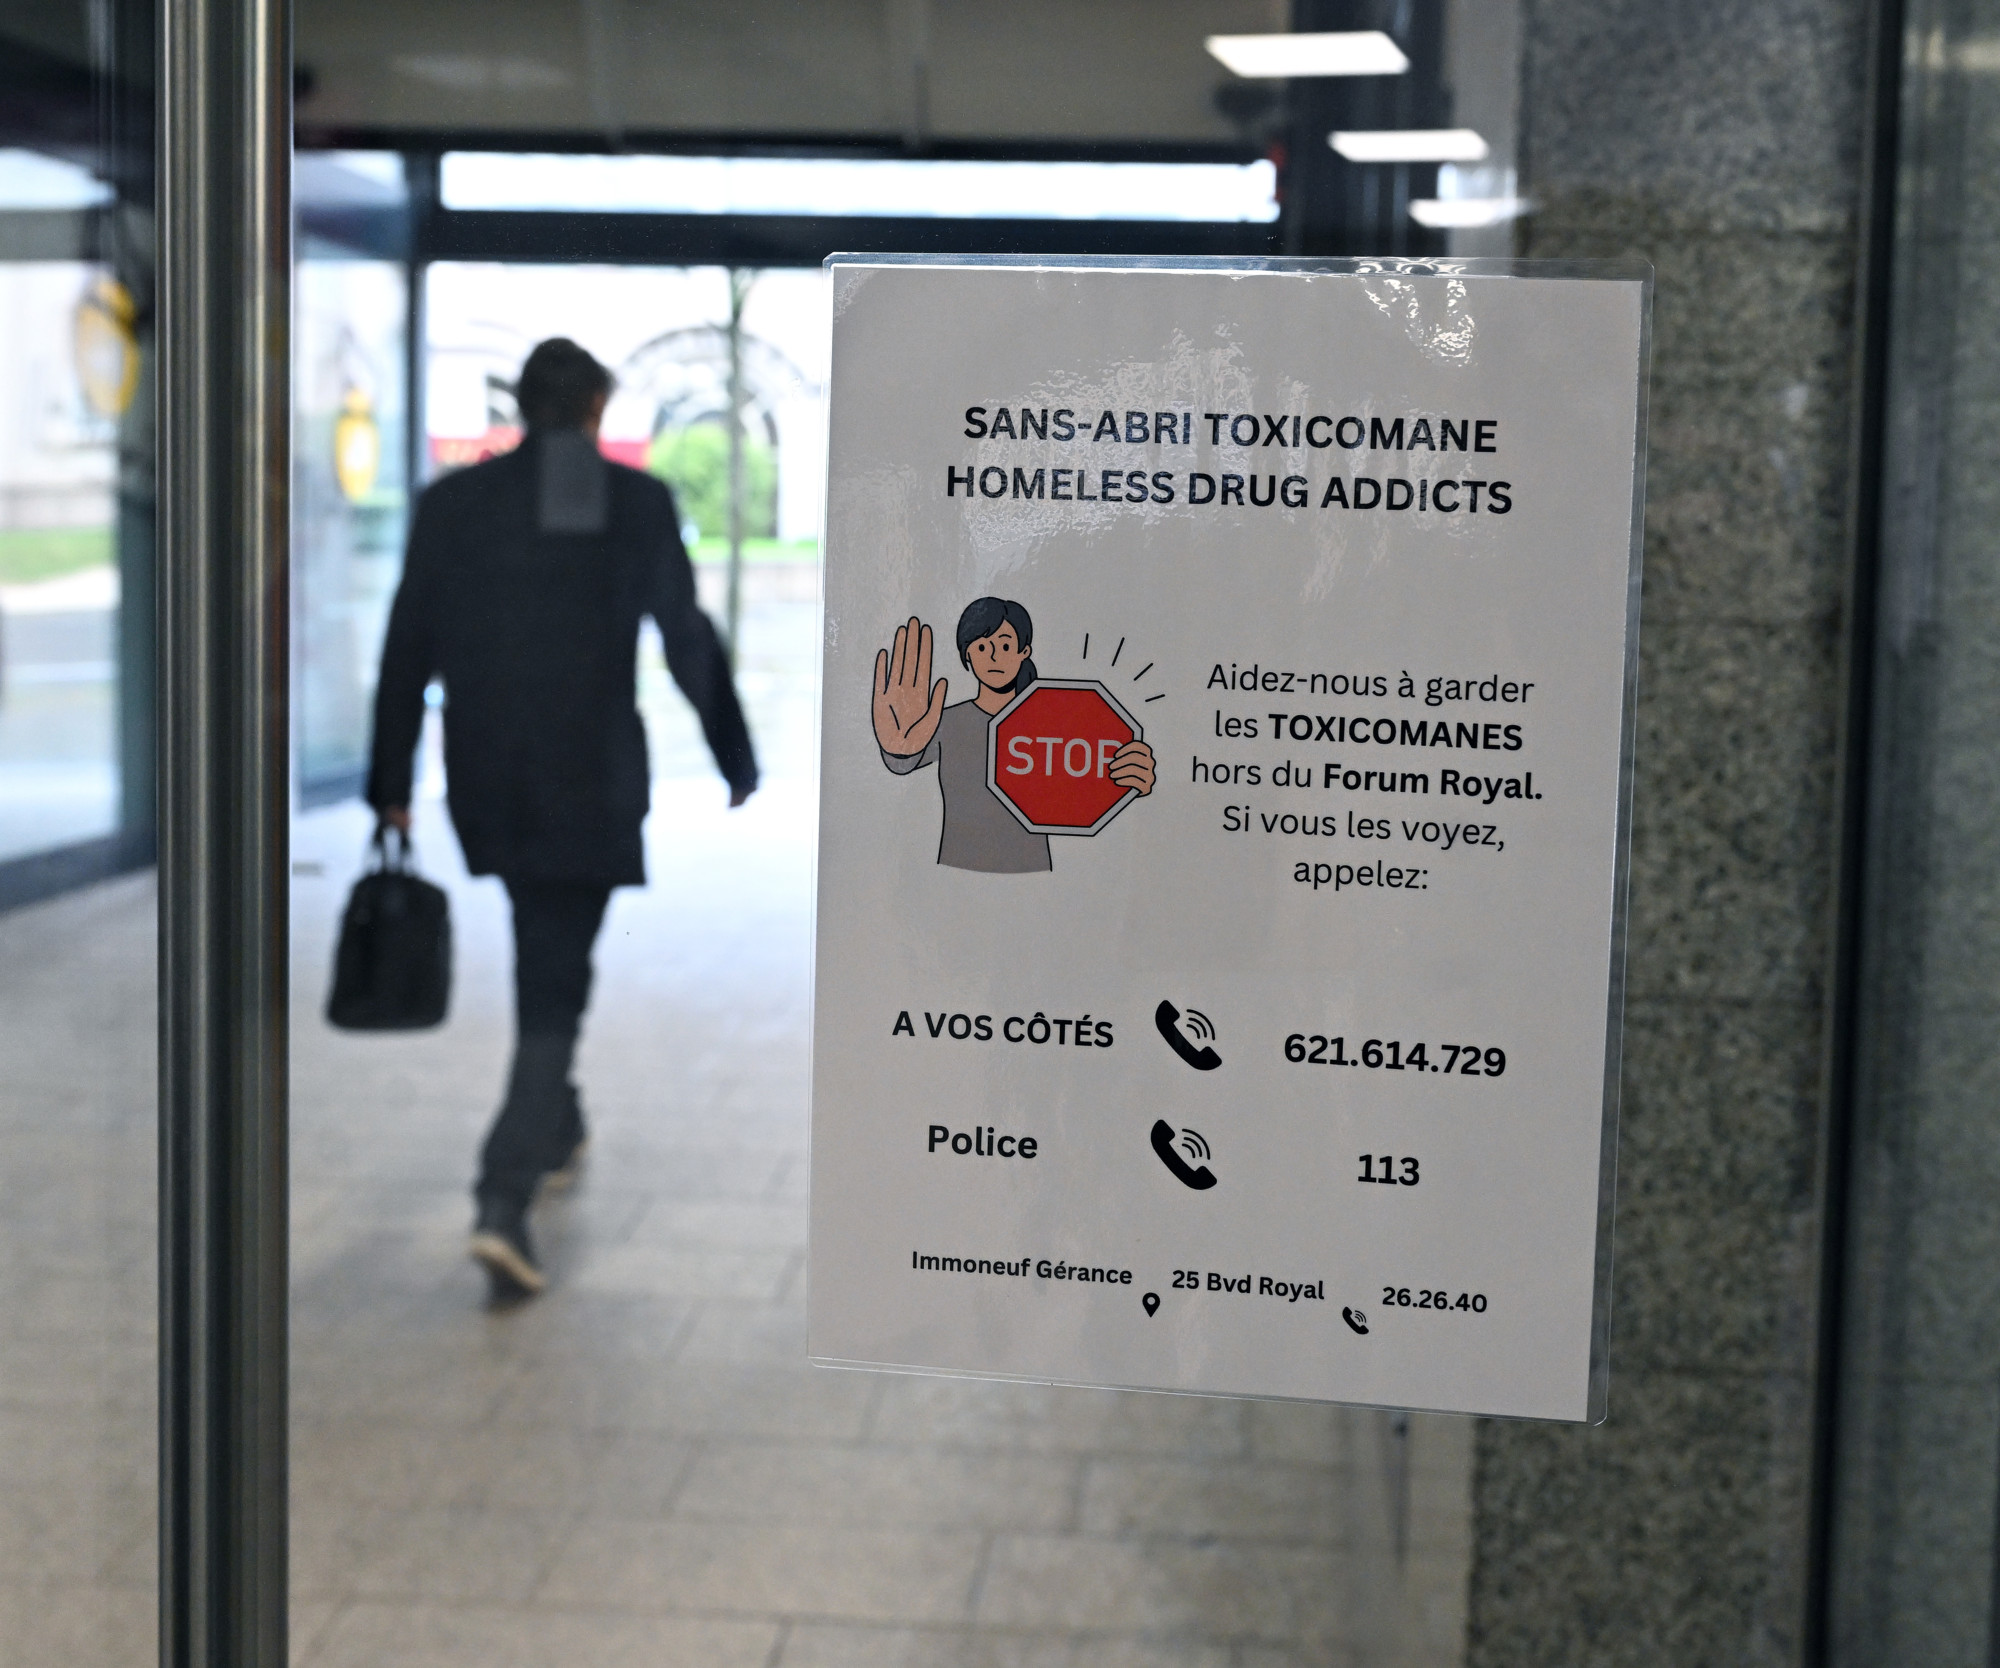 SANS-ABRI TOXICOMANE
HOMELESS DRUG ADDICTS
STOP
Aidez-nous à garder
les TOXICOMANES
hors du Forum Royal.
Si vous les voyez,
appelez:
A VOS CÔTÉS 621.614.729
Police 113
Immoneuf Gérance 25 Bvd Royal 26.26.40